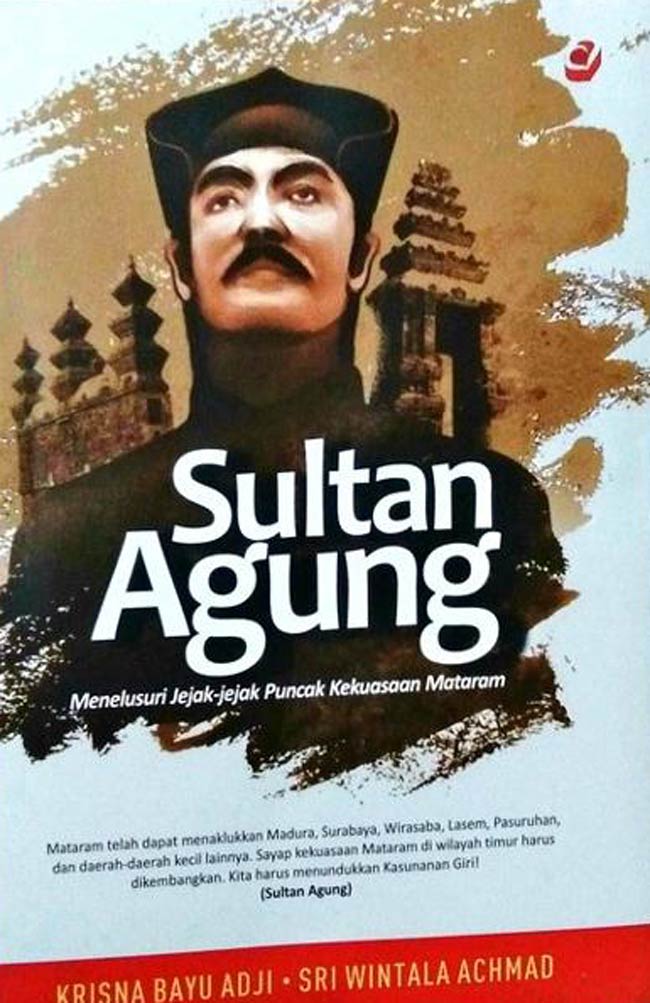 Sultan
Agung
Menelusuri Jejak-jejak Puncak Kekuasaan Mataram
Mataram telah dapat menaklukkan Madura, Surabaya, Wirasaba, Lasem, Pasuruhan,
dan daerah-daerah kecil lainnya. Sayap kekuasaan Mataram di wilayah timur harus
dikembangkan. Kita harus menundukkan Kasunanan Giri!
(Sultan Agung)
KRISNA BAYU ADJI • SRI WINTALA ACHMAD